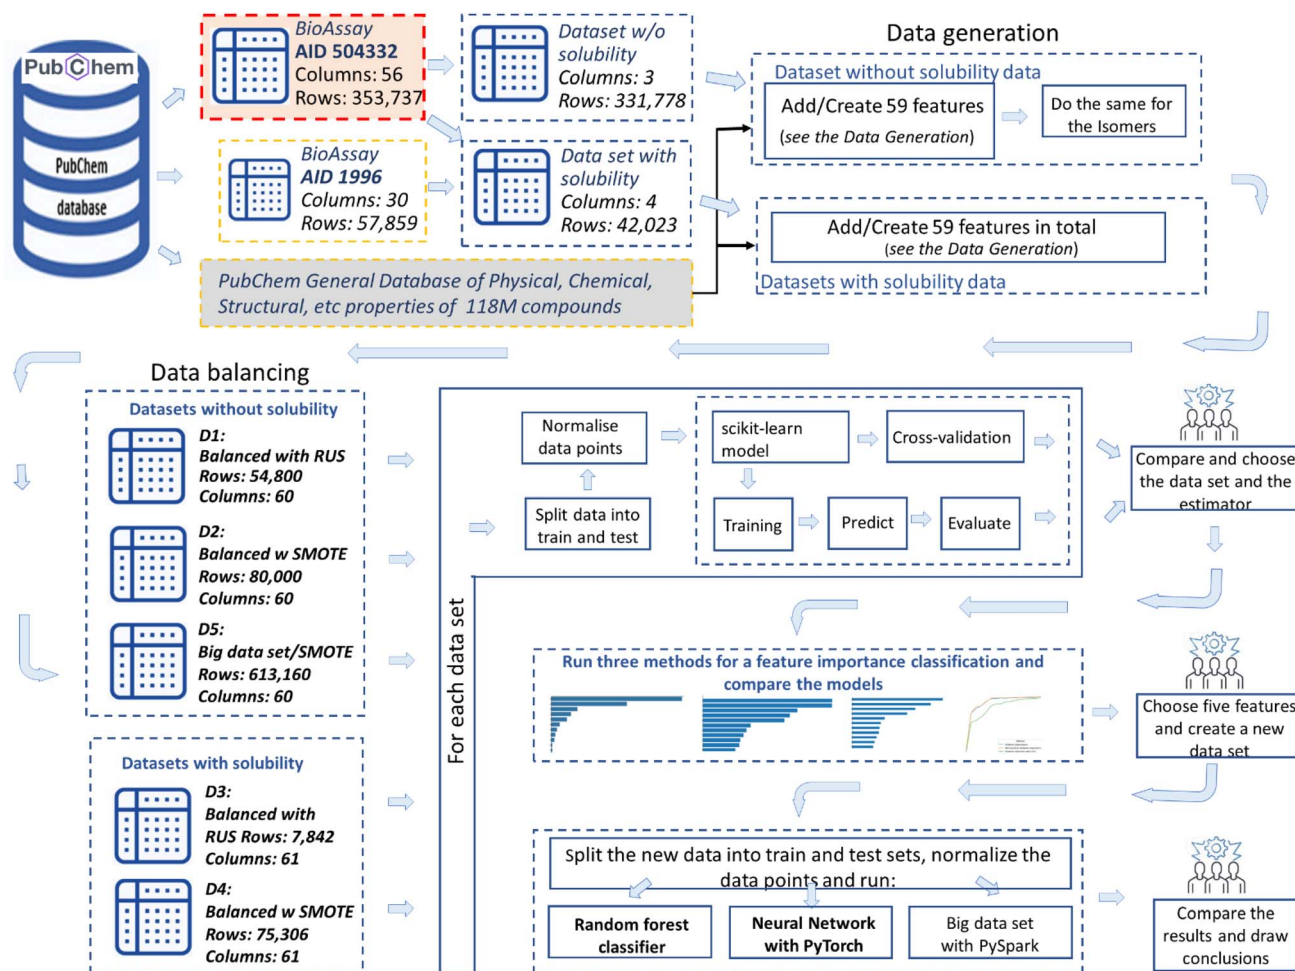 PubChem
PubChem
database
BioAssay
AID 504332
Columns: 56
Rows: 353,737
BioAssay
AID 1996
Columns: 30
Rows: 57,859
Dataset w/o
solubility
Columns: 3
Rows: 331,778
Data set with
solubility
Columns: 4
Rows: 42,023
PubChem General Database of Physical, Chemical,
Structural, etc properties of 118M compounds
Data generation
Dataset without solubility data
Add/Create 59 features
(see the Data Generation)
Do the same for
the Isomers
Add/Create 59 features in total
(see the Data Generation)
Datasets with solubility data
Data balancing
Datasets without solubility
D1:
Balanced with RUS
Rows: 54,800
Columns: 60
D2:
Balanced w SMOTE
Rows: 80,000
Columns: 60
D5:
Big data set/SMOTE
Rows: 613,160
Columns: 60
Datasets with solubility
D3:
Balanced with
RUS Rows: 7,842
Columns: 61
D4:
Balanced w SMOTE
Rows: 75,306
Columns: 61
For each data set
Normalise
data points
Split data into
train and test
scikit-learn
model
Cross-validation
Training
Predict
Evaluate
Compare and choose
the data set and the
estimator
Run three methods for a feature importance classification and
compare the models
Choose five features
and create a new
data set
Split the new data into train and test sets, normalize the
data points and run:
Random forest
classifier
Neural Network
with PyTorch
Big data set
with PySpark
Compare the
results and draw
conclusions